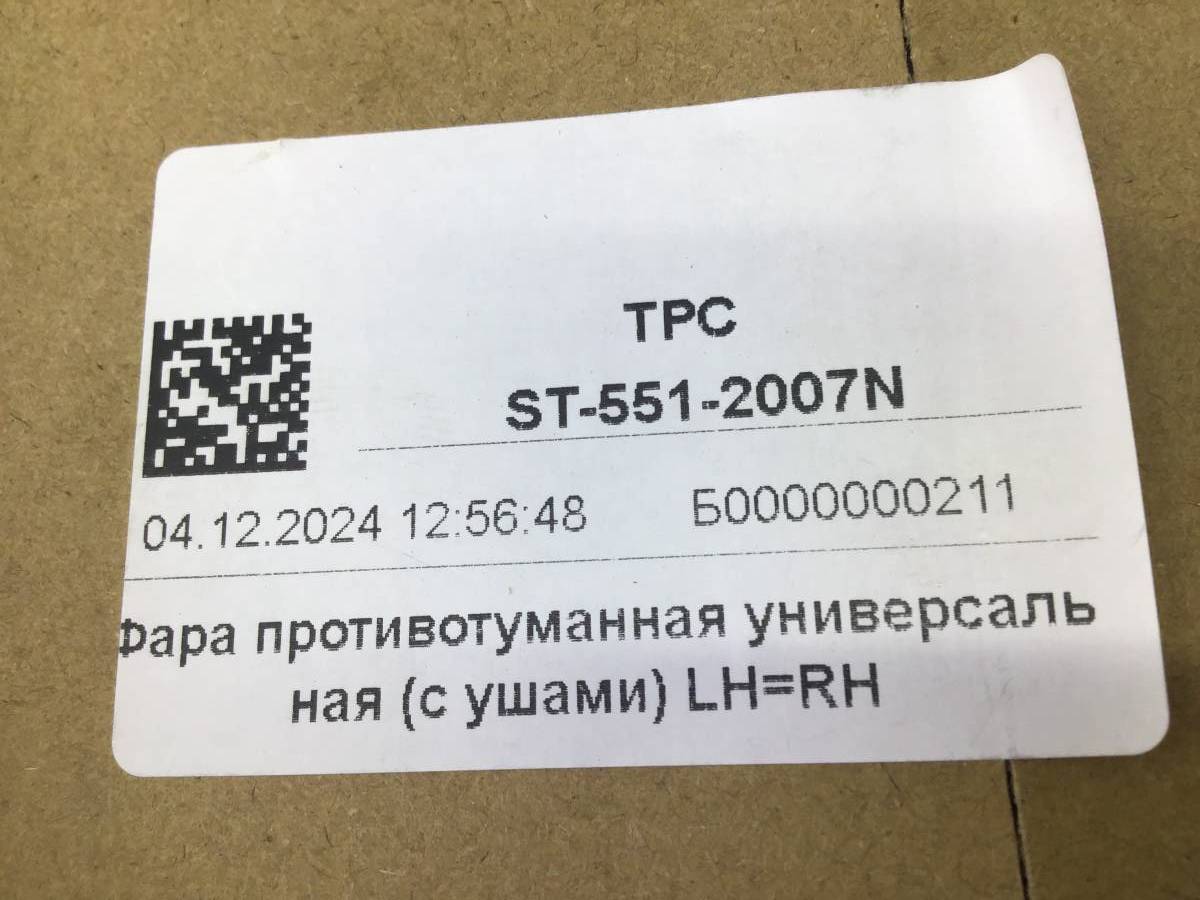 TPC
ST-551-2007N
04.12.2024 12:56:48 Б0000000211
Фара противотуманная универсаль
ная (с ушами) LH=RH